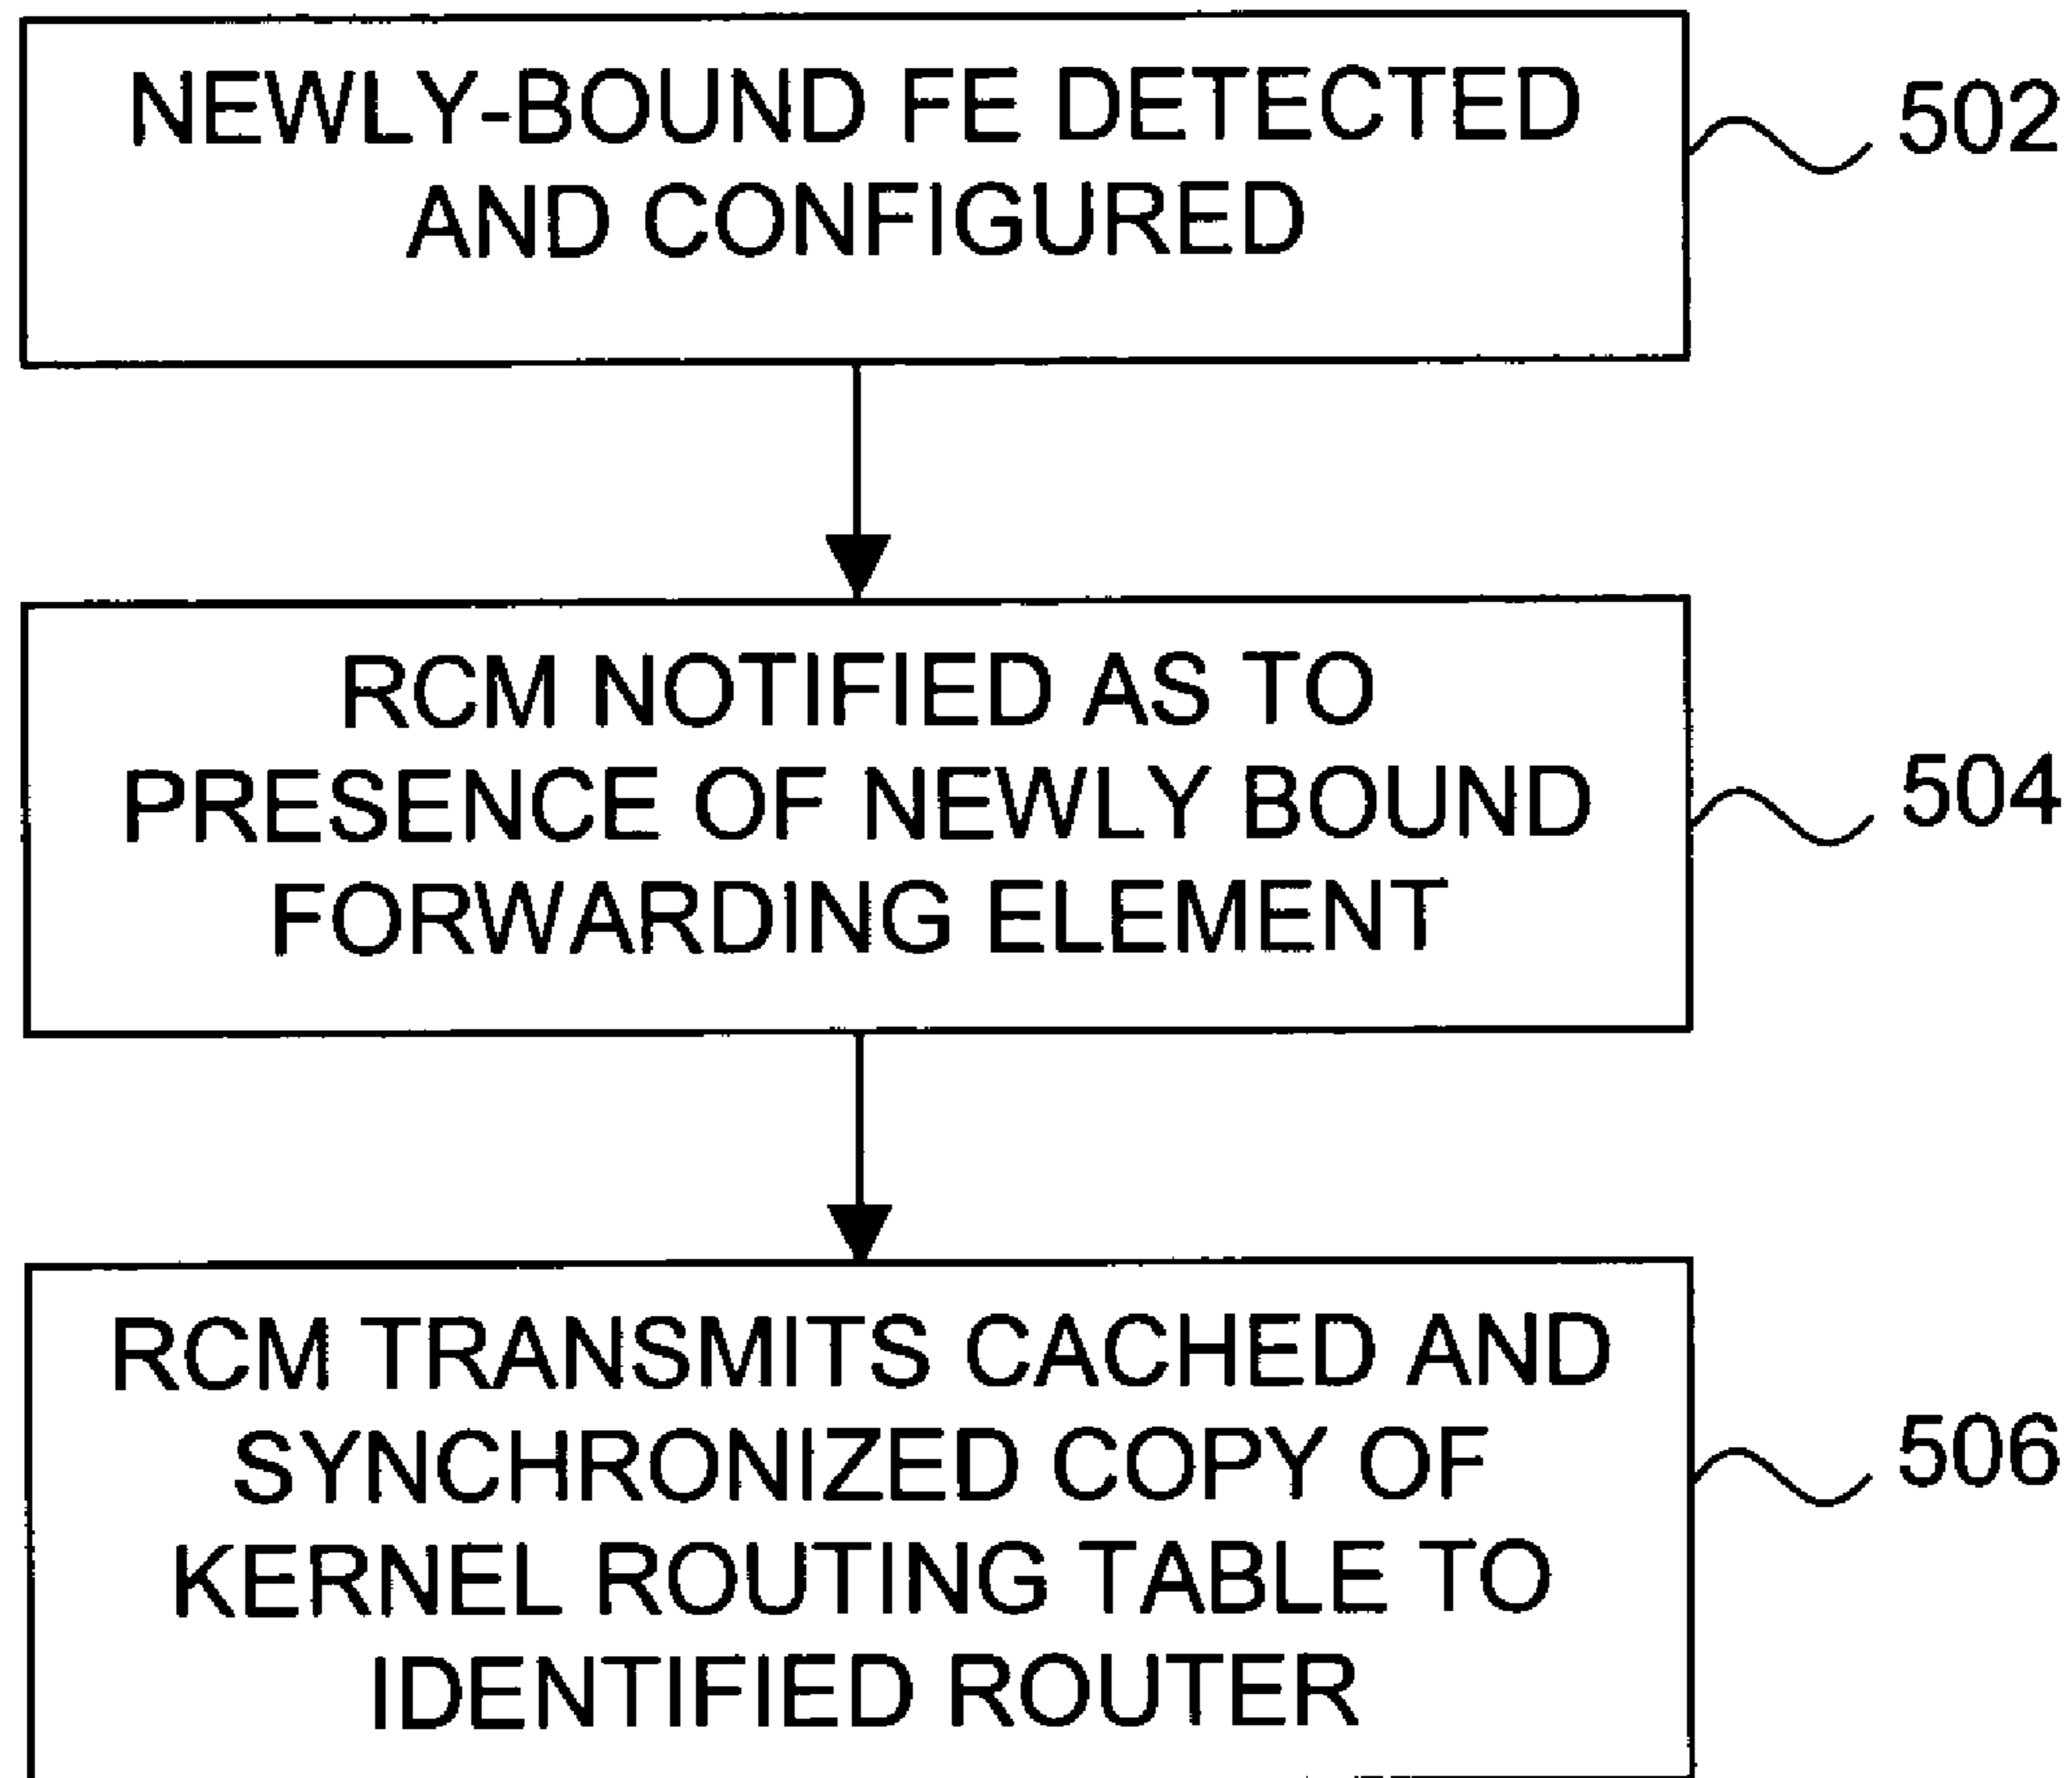 NEWLY-BOUND FE DETECTED
AND CONFIGURED
502
RCM NOTIFIED AS TO
PRESENCE OF NEWLY BOUND
FORWARDING ELEMENT
504
RCM TRANSMITS CACHED AND
SYNCHRONIZED COPY OF
KERNEL ROUTING TABLE TO
IDENTIFIED ROUTER
506